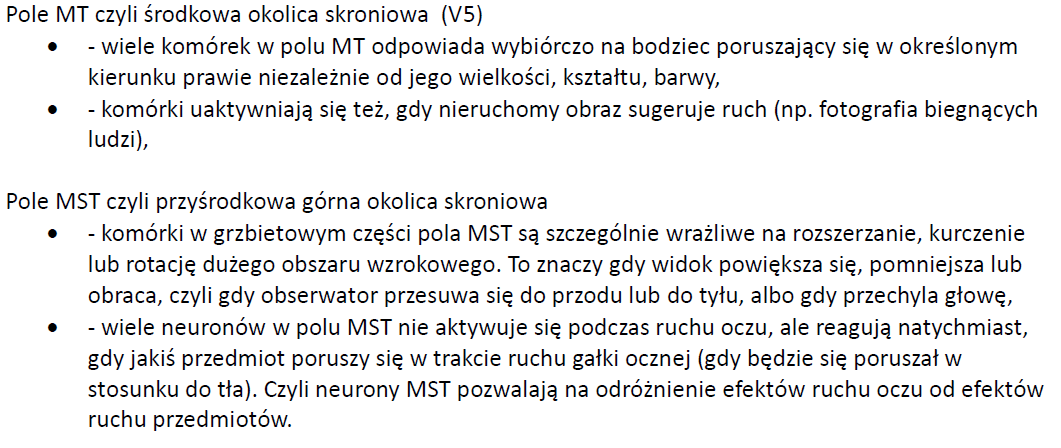 Pole MT czyli środkowa okolica skroniowa  (V5)
• - wiele komórek w polu MT odpowiada wybiórczo na bodziec poruszający się w określonym
kierunku prawie niezależnie od jego wielkości, kształtu, barwy,
• - komórki uaktywniają się też, gdy nieruchomy obraz sugeruje ruch (np. fotografia biegnących
ludzi),
Pole MST czyli przyśrodkowa górna okolica skroniowa
• - komórki w grzbietowym części pola MST są szczególnie wrażliwe na rozszerzanie, kurczenie
lub rotację dużego obszaru wzrokowego. To znaczy gdy widok powiększa się, pomniejsza lub
obraca, czyli gdy obserwator przesuwa się do przodu lub do tyłu, albo gdy przechyla głowę,
• - wiele neuronów w polu MST nie aktywuje się podczas ruchu oczu, ale reagują natychmiast,
gdy jakiś przedmiot poruszy się w trakcie ruchu gałki ocznej (gdy będzie się poruszał w
stosunku do tła). Czyli neurony MST pozwalają na odróżnienie efektów ruchu oczu od efektów
ruchu przedmiotów.